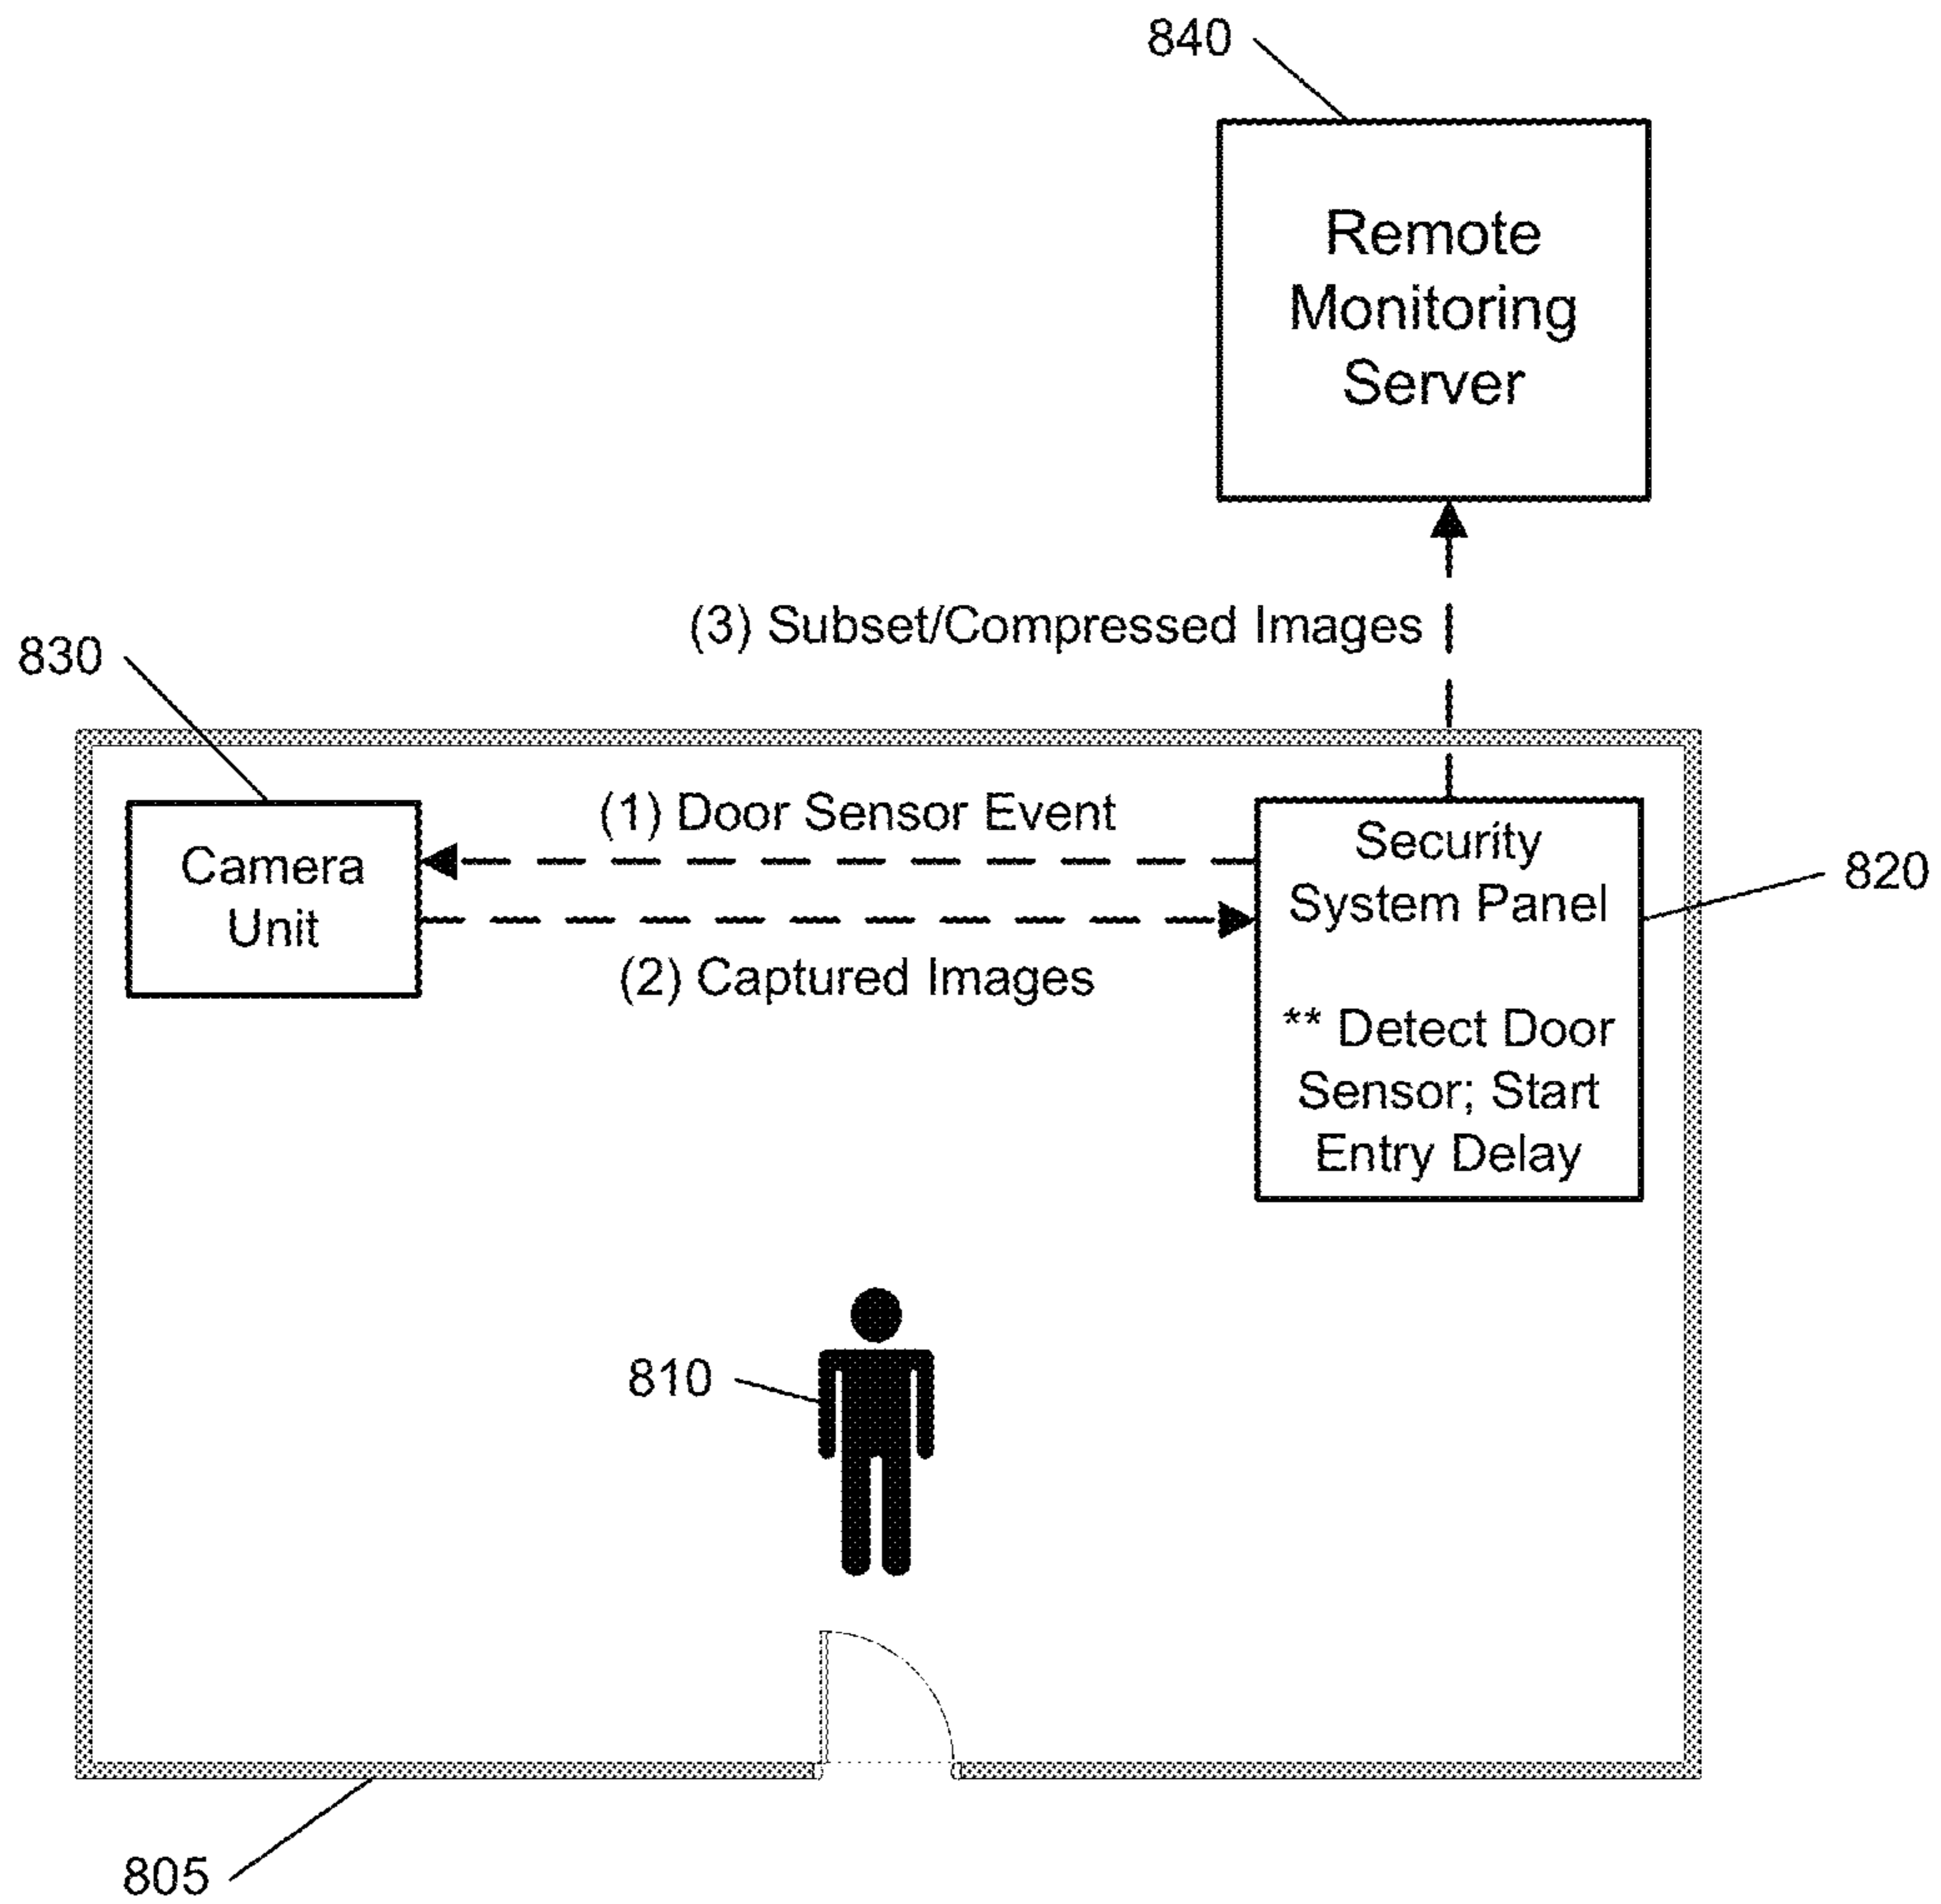 840
Remote
Monitoring
Server
(3) Subset/Compressed Images
830
(1) Door Sensor Event
Camera
Unit
(2) Captured Images
Security
System Panel
** Detect Door
Sensor; Start
Entry Delay
820
810
805